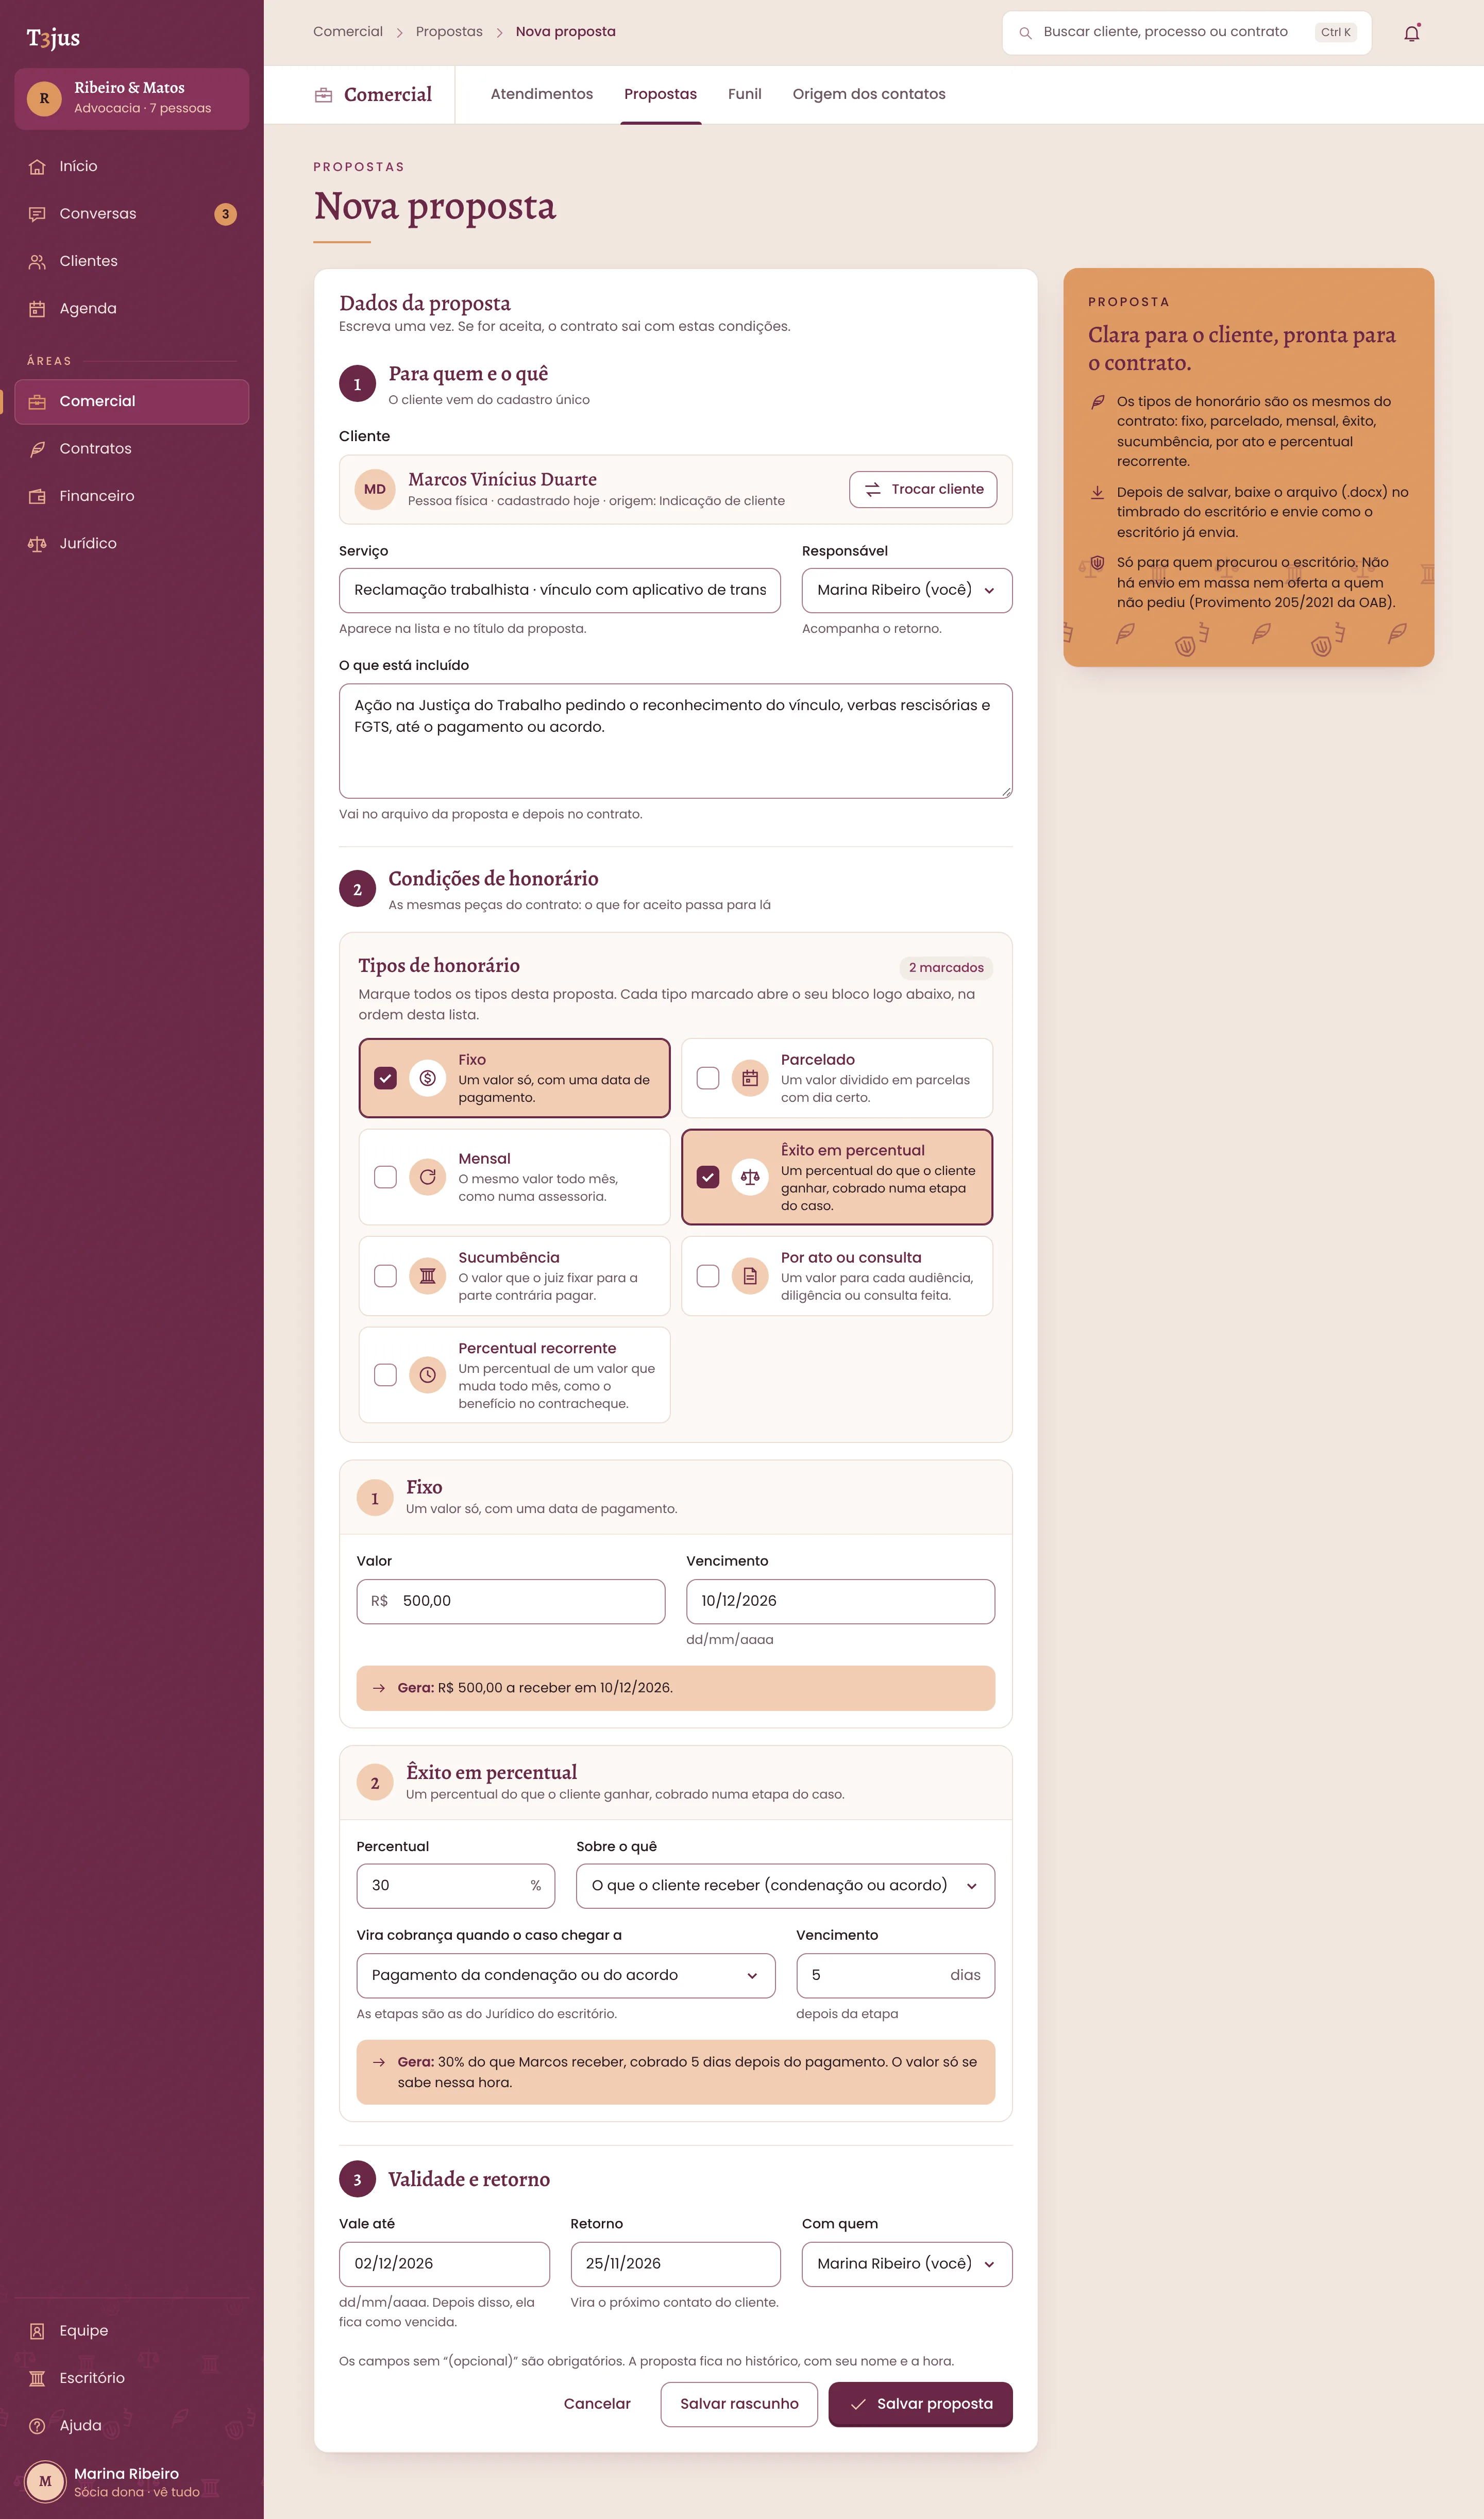 T3jus
R
Ribeiro & Matos
Advocacia · 7 pessoas
Início
Conversas
3
Clientes
Agenda
ÁREAS
Comercial
Contratos
Financeiro
Jurídico
Equipe
Escritório
Ajuda
M
Marina Ribeiro
Sócia dona · vê tudo
Comercial
Propostas
Nova proposta
Buscar cliente, processo ou contrato
Ctrl K
Comercial
Atendimentos
Propostas
Funil
Origem dos contatos
PROPOSTAS
Nova proposta
Dados da proposta
Escreva uma vez. Se for aceita, o contrato sai com estas condições.
1
Para quem e o quê
O cliente vem do cadastro único
Cliente
MD
Marcos Vinícius Duarte
Pessoa física · cadastrado hoje · origem: Indicação de cliente
Trocar cliente
Serviço
Reclamação trabalhista · vínculo com aplicativo de trans
Aparece na lista e no título da proposta.
Responsável
Marina Ribeiro (você)
Acompanha o retorno.
O que está incluído
Ação na Justiça do Trabalho pedindo o reconhecimento do vínculo, verbas rescisórias e
FGTS, até o pagamento ou acordo.
Vai no arquivo da proposta e depois no contrato.
2
Condições de honorário
As mesmas peças do contrato: o que for aceito passa para lá
Tipos de honorário
2 marcados
Marque todos os tipos desta proposta. Cada tipo marcado abre o seu bloco logo abaixo, na
ordem desta lista.
Fixo
Um valor só, com uma data de
pagamento.
Parcelado
Um valor dividido em parcelas
com dia certo.
Mensal
O mesmo valor todo mês,
como numa assessoria.
Êxito em percentual
Um percentual do que o cliente
ganhar, cobrado numa etapa
do caso.
Sucumbência
O valor que o juiz fixar para a
parte contrária pagar.
Por ato ou consulta
Um valor para cada audiência,
diligência ou consulta feita.
Percentual recorrente
Um percentual de um valor que
muda todo mês, como o
benefício no contracheque.
1
Fixo
Um valor só, com uma data de pagamento.
Valor
R$ 500,00
Vencimento
10/12/2026
dd/mm/aaaa
Gera: R$ 500,00 a receber em 10/12/2026.
2
Êxito em percentual
Um percentual do que o cliente ganhar, cobrado numa etapa do caso.
Percentual
30 %
Sobre o quê
O que o cliente receber (condenação ou acordo)
Vira cobrança quando o caso chegar a
Pagamento da condenação ou do acordo
As etapas são as do Jurídico do escritório.
Vencimento
5 dias
depois da etapa
Gera: 30% do que Marcos receber, cobrado 5 dias depois do pagamento. O valor só se
sabe nessa hora.
3
Validade e retorno
Vale até
02/12/2026
dd/mm/aaaa. Depois disso, ela
fica como vencida.
Retorno
25/11/2026
Vira o próximo contato do cliente.
Com quem
Marina Ribeiro (você)
Os campos sem “(opcional)” são obrigatórios. A proposta fica no histórico, com seu nome e a hora.
Cancelar
Salvar rascunho
Salvar proposta
PROPOSTA
Clara para o cliente, pronta para
o contrato.
Os tipos de honorário são os mesmos do
contrato: fixo, parcelado, mensal, êxito,
sucumbência, por ato e percentual
recorrente.
Depois de salvar, baixe o arquivo (.docx) no
timbrado do escritório e envie como o
escritório já envia.
Só para quem procurou o escritório. Não
há envio em massa nem oferta a quem
não pediu (Provimento 205/2021 da OAB).